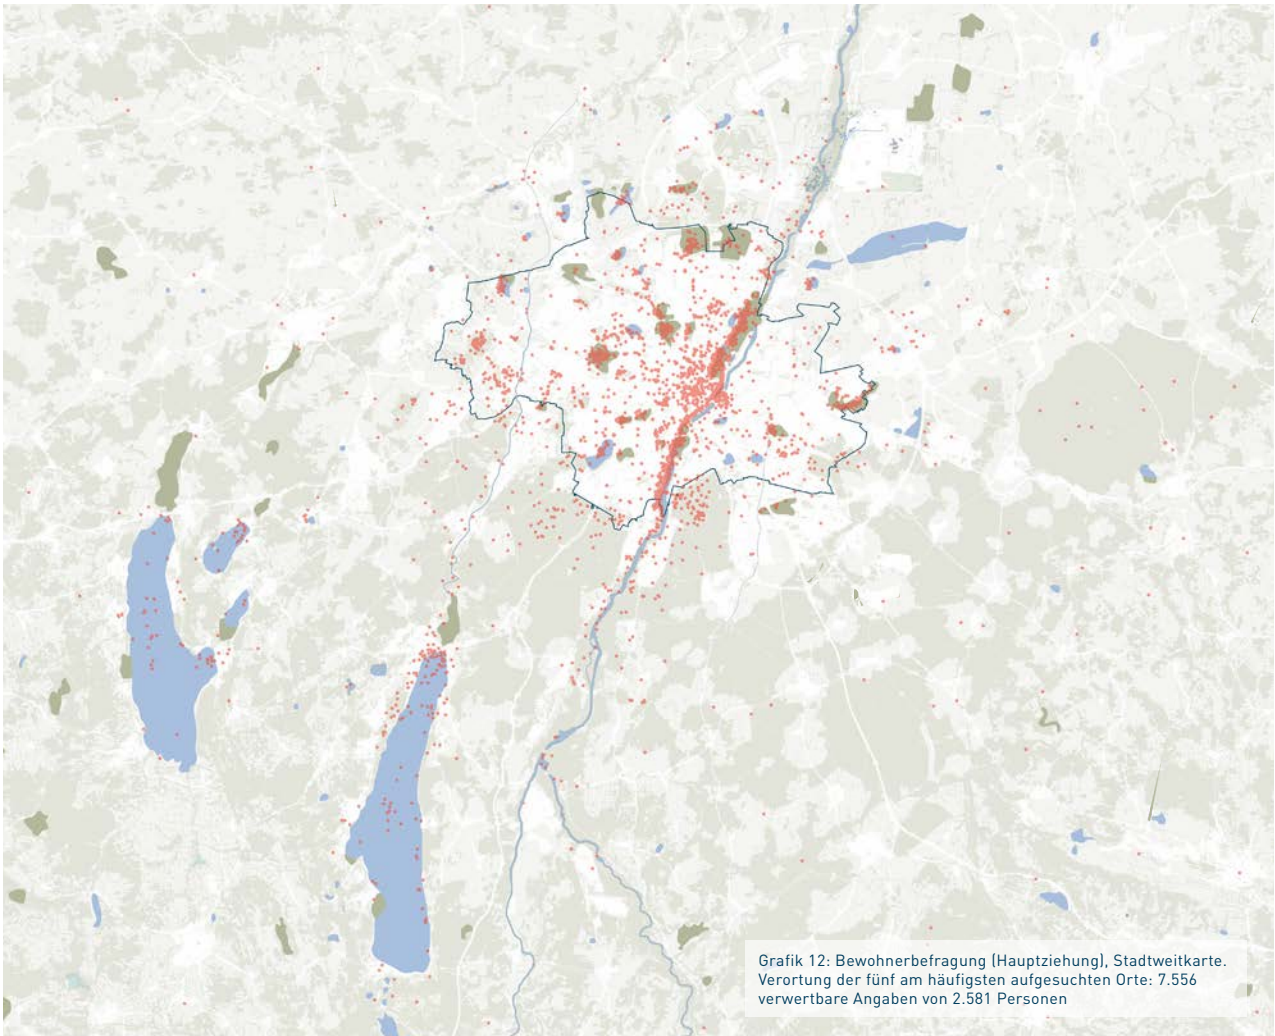 Grafik 12: Bewohnerbefragung (Hauptziehung), Stadtweitkarte.
Verortung der fünf am häufigsten aufgesuchten Orte: 7.556
verwertbare Angaben von 2.581 Personen